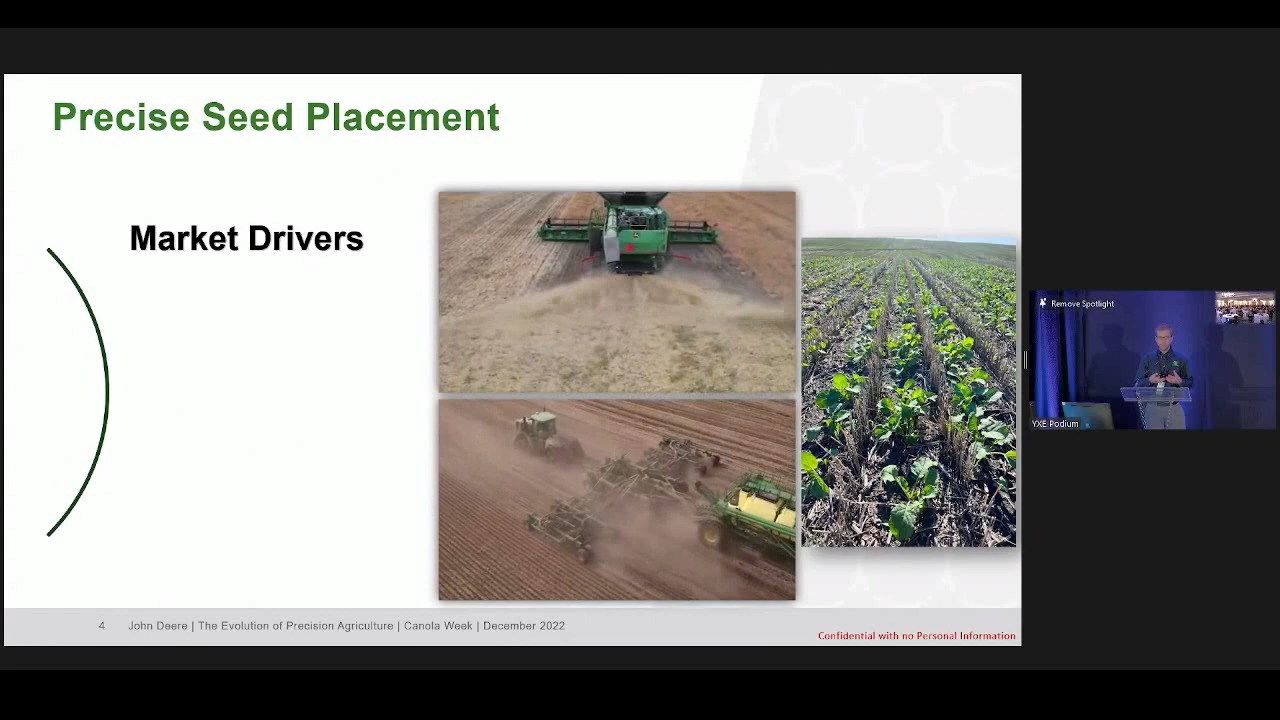 Precise Seed Placement
Market Drivers
4 John Deere | The Evolution of Precision Agriculture | Canola Week | December 2022
Confidential with no Personal Information
Remove Spotlight
YXE Podium